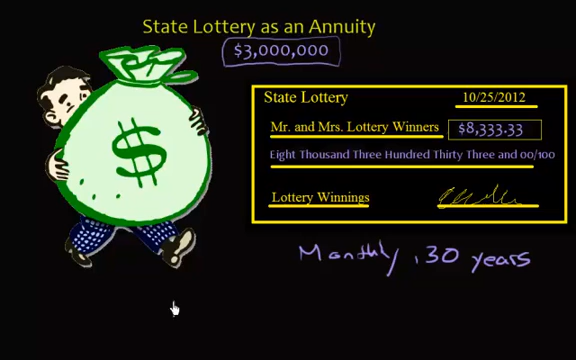 State Lottery as an Annuity
$3,000,000
$
State Lottery 10/25/2012
Mr. and Mrs. Lottery Winners $8,333.33
Eight Thousand Three Hundred Thirty Three and 00/100
Lottery Winnings
Monthly, 30 years